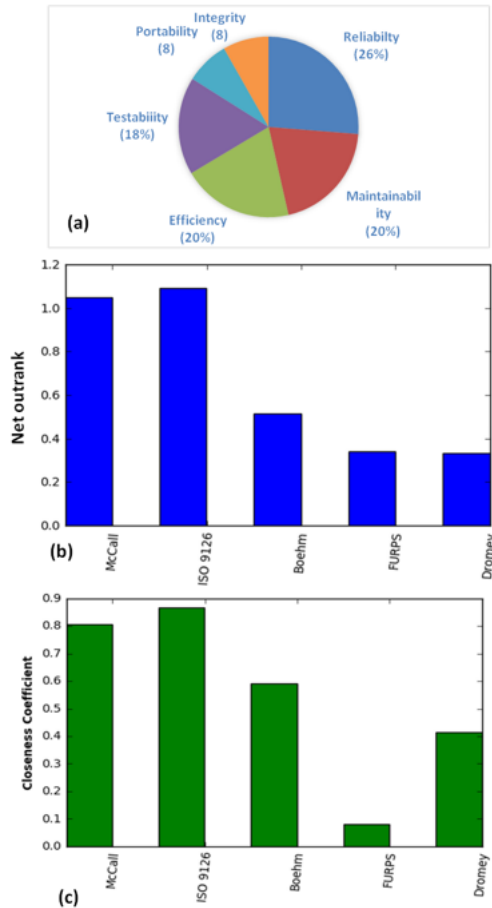 Integrity
(8)
Portability
(8)
Reliabilty
(26%)
Testabiiity
(18%)
Maintainabil
ity
(20%)
Efficiency
(20%)
(a)
1.2
1.0
0.8
0.6
0.4
0.2
0.0
Net outrank
McCall
ISO 9126
Boehm
FURPS
Dromey
(b)
0.9
0.8
0.7
0.6
0.5
0.4
0.3
0.2
0.1
0.0
Closeness Coefficient
McCall
ISO 9126
Boehm
FURPS
Dromey
(c)